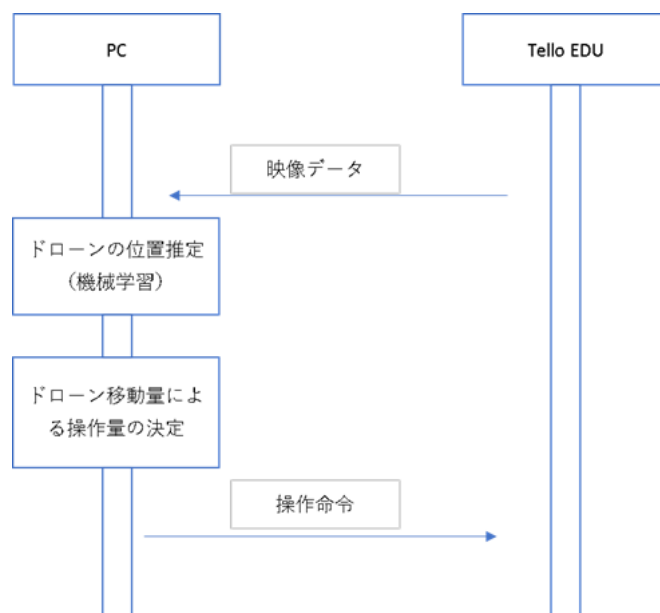 PC
Tello EDU
映像データ
ドローンの位置推定
（機械学習）
ドローン移動量によ
る操作量の決定
操作命令